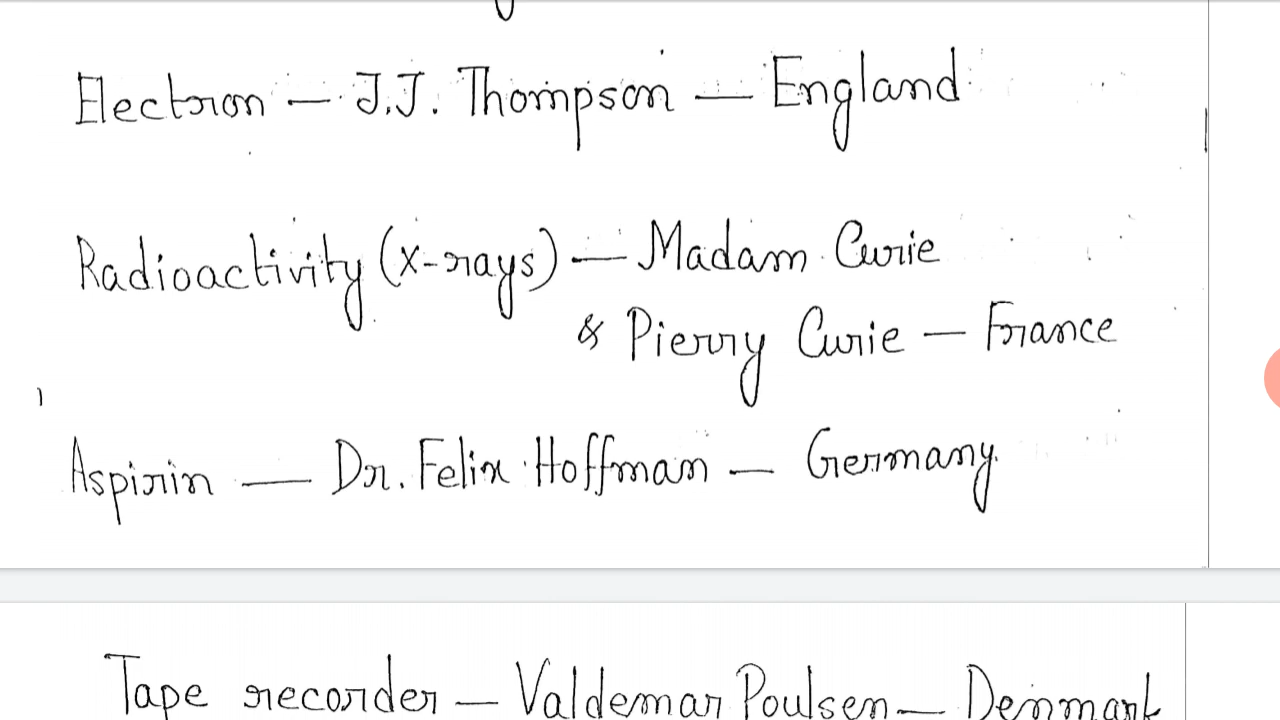 Electron — J.J. Thompson — England
Radioactivity (x-rays) — Madam Curie
& Pierry Curie — France
Aspirin — Dr. Felix Hoffman — Germany
Tape recorder — Valdemar Poulsen — Denmark